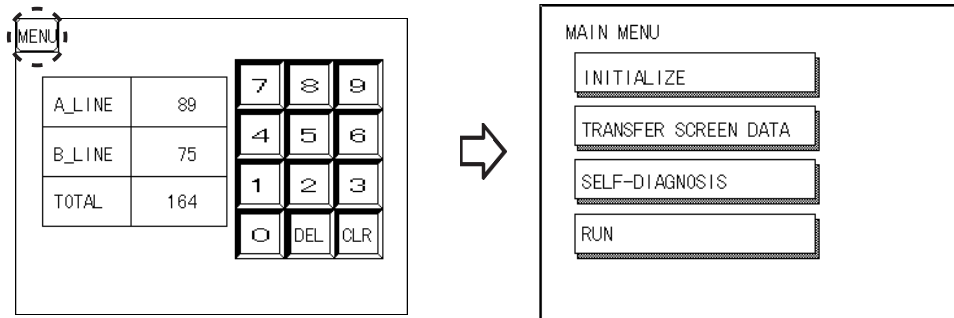 MENU
A_LINE 89
B_LINE 75
TOTAL 164
7 8 9
4 5 6
1 2 3
0 DEL CLR
MAIN MENU
INITIALIZE
TRANSFER SCREEN DATA
SELF-DIAGNOSIS
RUN